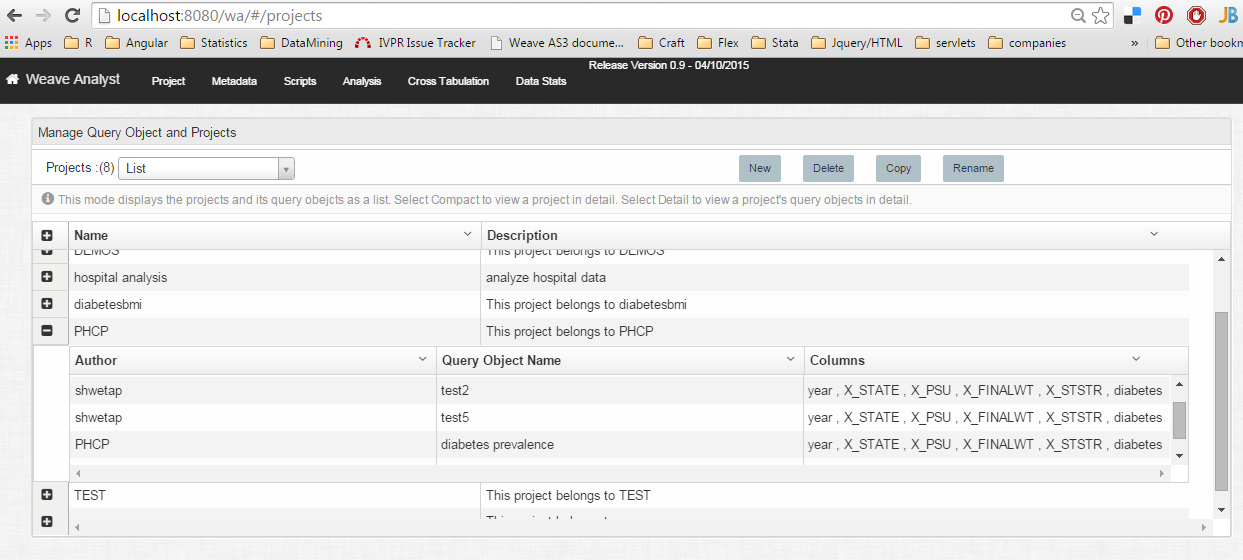 localhost:8080/wa/#/projects
Apps R Angular Statistics DataMining IVPR Issue Tracker Weave AS3 docume... Craft Flex Stata Jquery/HTML servlets companies » Other bookm
Release Version 0.9 - 04/10/2015
Weave Analyst Project Metadata Scripts Analysis Cross Tabulation Data Stats
Manage Query Object and Projects
Projects :(8) List New Delete Copy Rename
This mode displays the projects and its query obejcts as a list. Select Compact to view a project in detail. Select Detail to view a project's query objects in detail.
Name Description
DEMOS This project belongs to DEMOS
hospital analysis analyze hospital data
diabetesbmi This project belongs to diabetesbmi
PHCP This project belongs to PHCP
Author Query Object Name Columns
shwetap test2 year , X_STATE , X_PSU , X_FINALWT , X_STSTR , diabetes
shwetap test5 year , X_STATE , X_PSU , X_FINALWT , X_STSTR , diabetes
PHCP diabetes prevalence year , X_STATE , X_PSU , X_FINALWT , X_STSTR , diabetes
TEST This project belongs to TEST